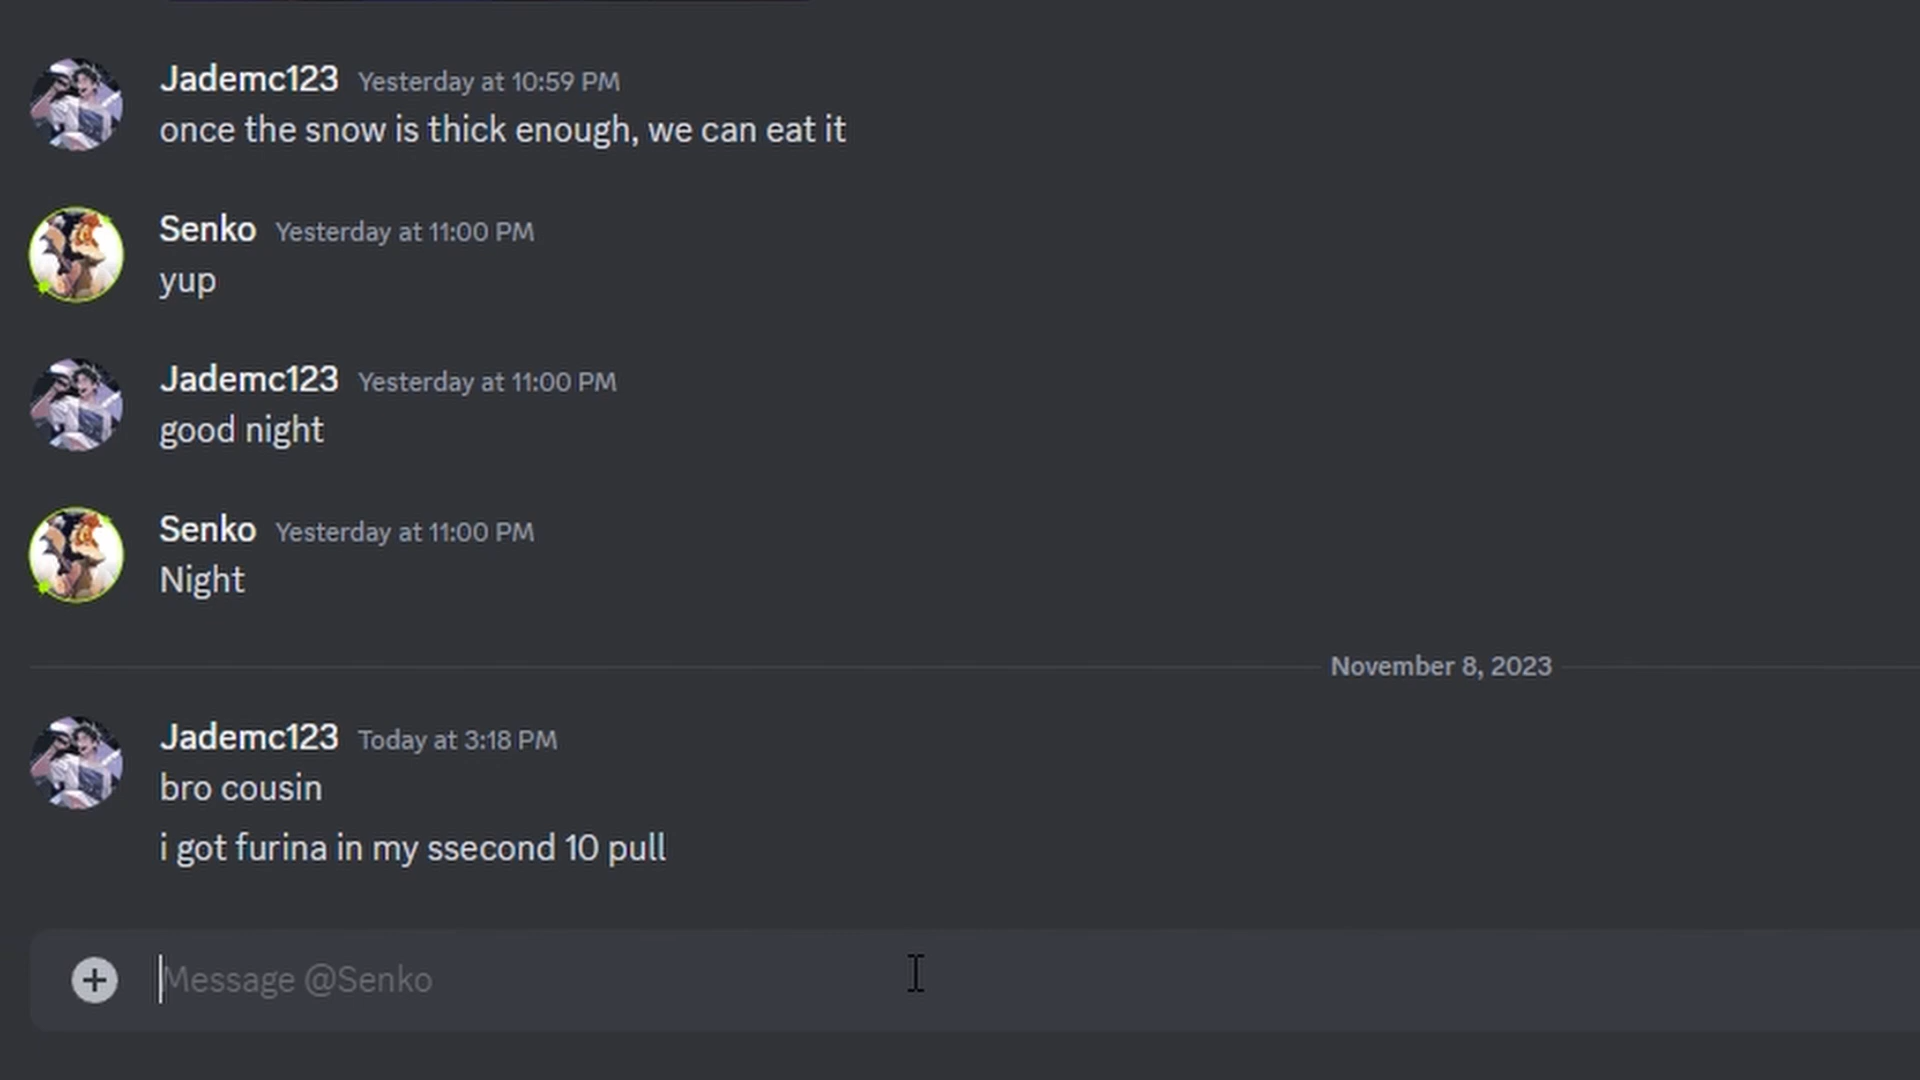 Jademc123 Yesterday at 10:59 PM
once the snow is thick enough, we can eat it
Senko Yesterday at 11:00 PM
yup
Jademc123 Yesterday at 11:00 PM
good night
Senko Yesterday at 11:00 PM
Night
November 8, 2023
Jademc123 Today at 3:18 PM
bro cousin
i got furina in my ssecond 10 pull
Message @Senko